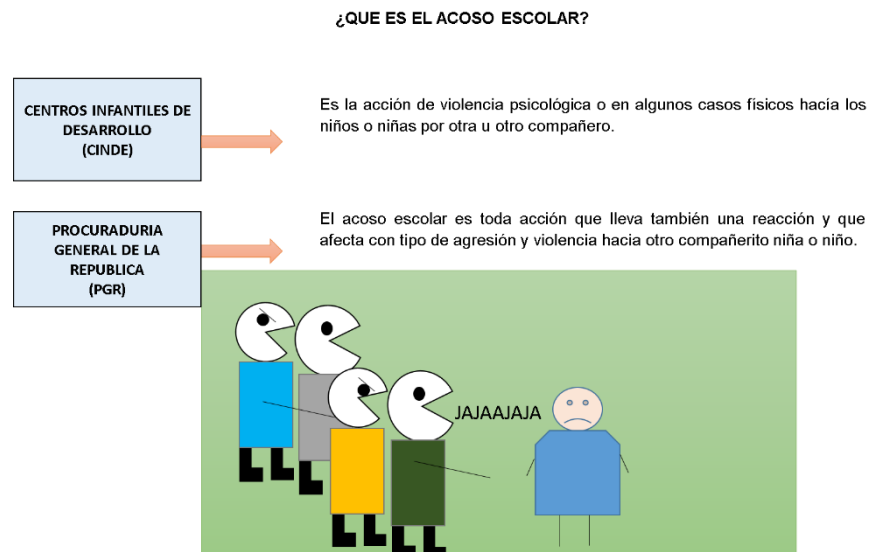 ¿QUE ES EL ACOSO ESCOLAR?
CENTROS INFANTILES DE
DESARROLLO
(CINDE)
Es la acción de violencia psicológica o en algunos casos físicos hacía los
niños o niñas por otra u otro compañero.
PROCURADURIA
GENERAL DE LA
REPUBLICA
(PGR)
El acoso escolar es toda acción que lleva también una reacción y que
afecta con tipo de agresión y violencia hacia otro compañerito niña o niño.
JAJAAJAJA